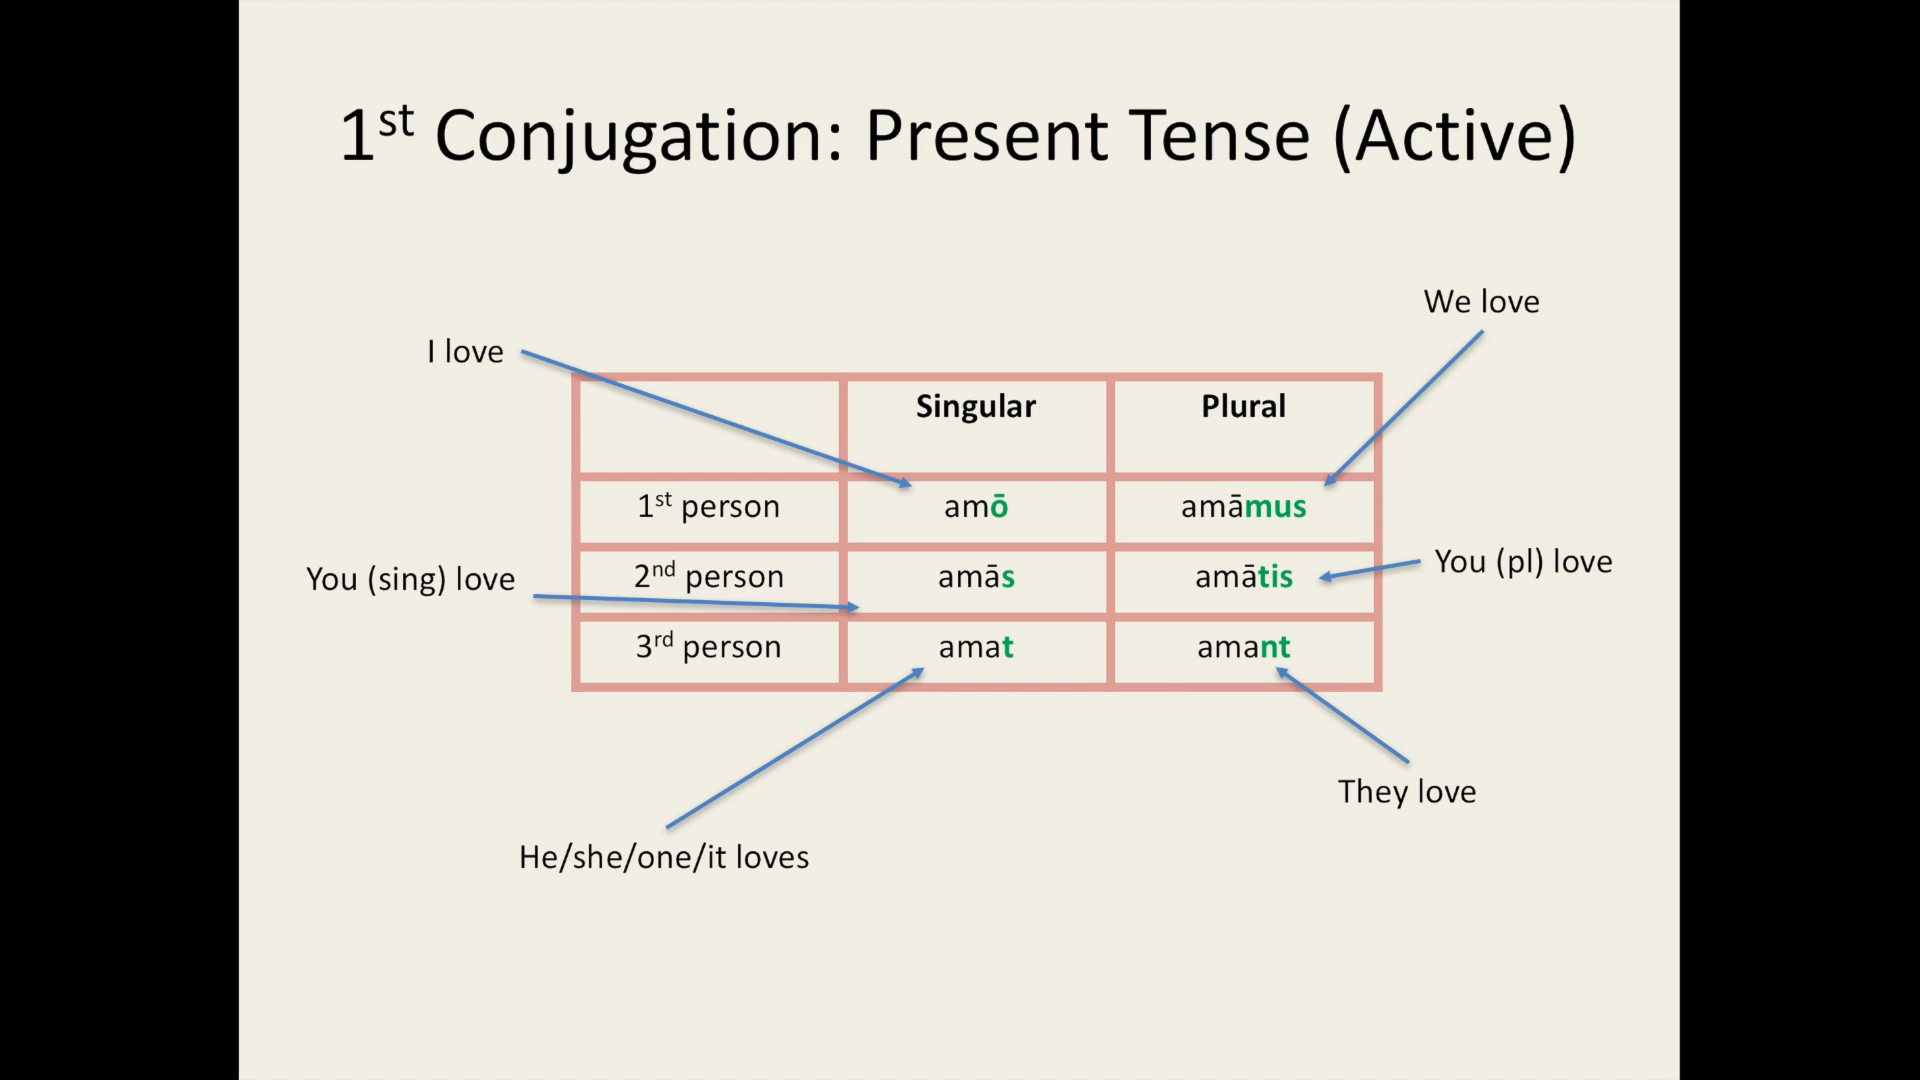 1st Conjugation: Present Tense (Active)
We love
I love
Singular Plural
1st person amō amāmus
You (pl) love
You (sing) love
2nd person amās amātis
3rd person amat amant
They love
He/she/one/it loves